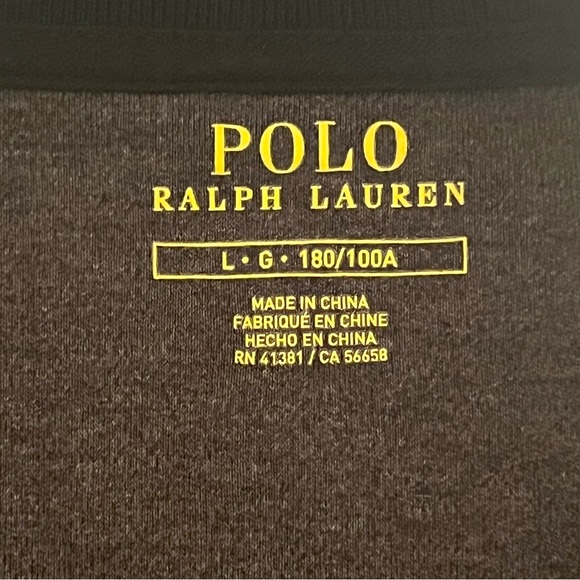 POLO
RALPH LAUREN
L • G • 180/100A
MADE IN CHINA
FABRIQUÉ EN CHINE
HECHO EN CHINA
RN 41381 / CA 56658